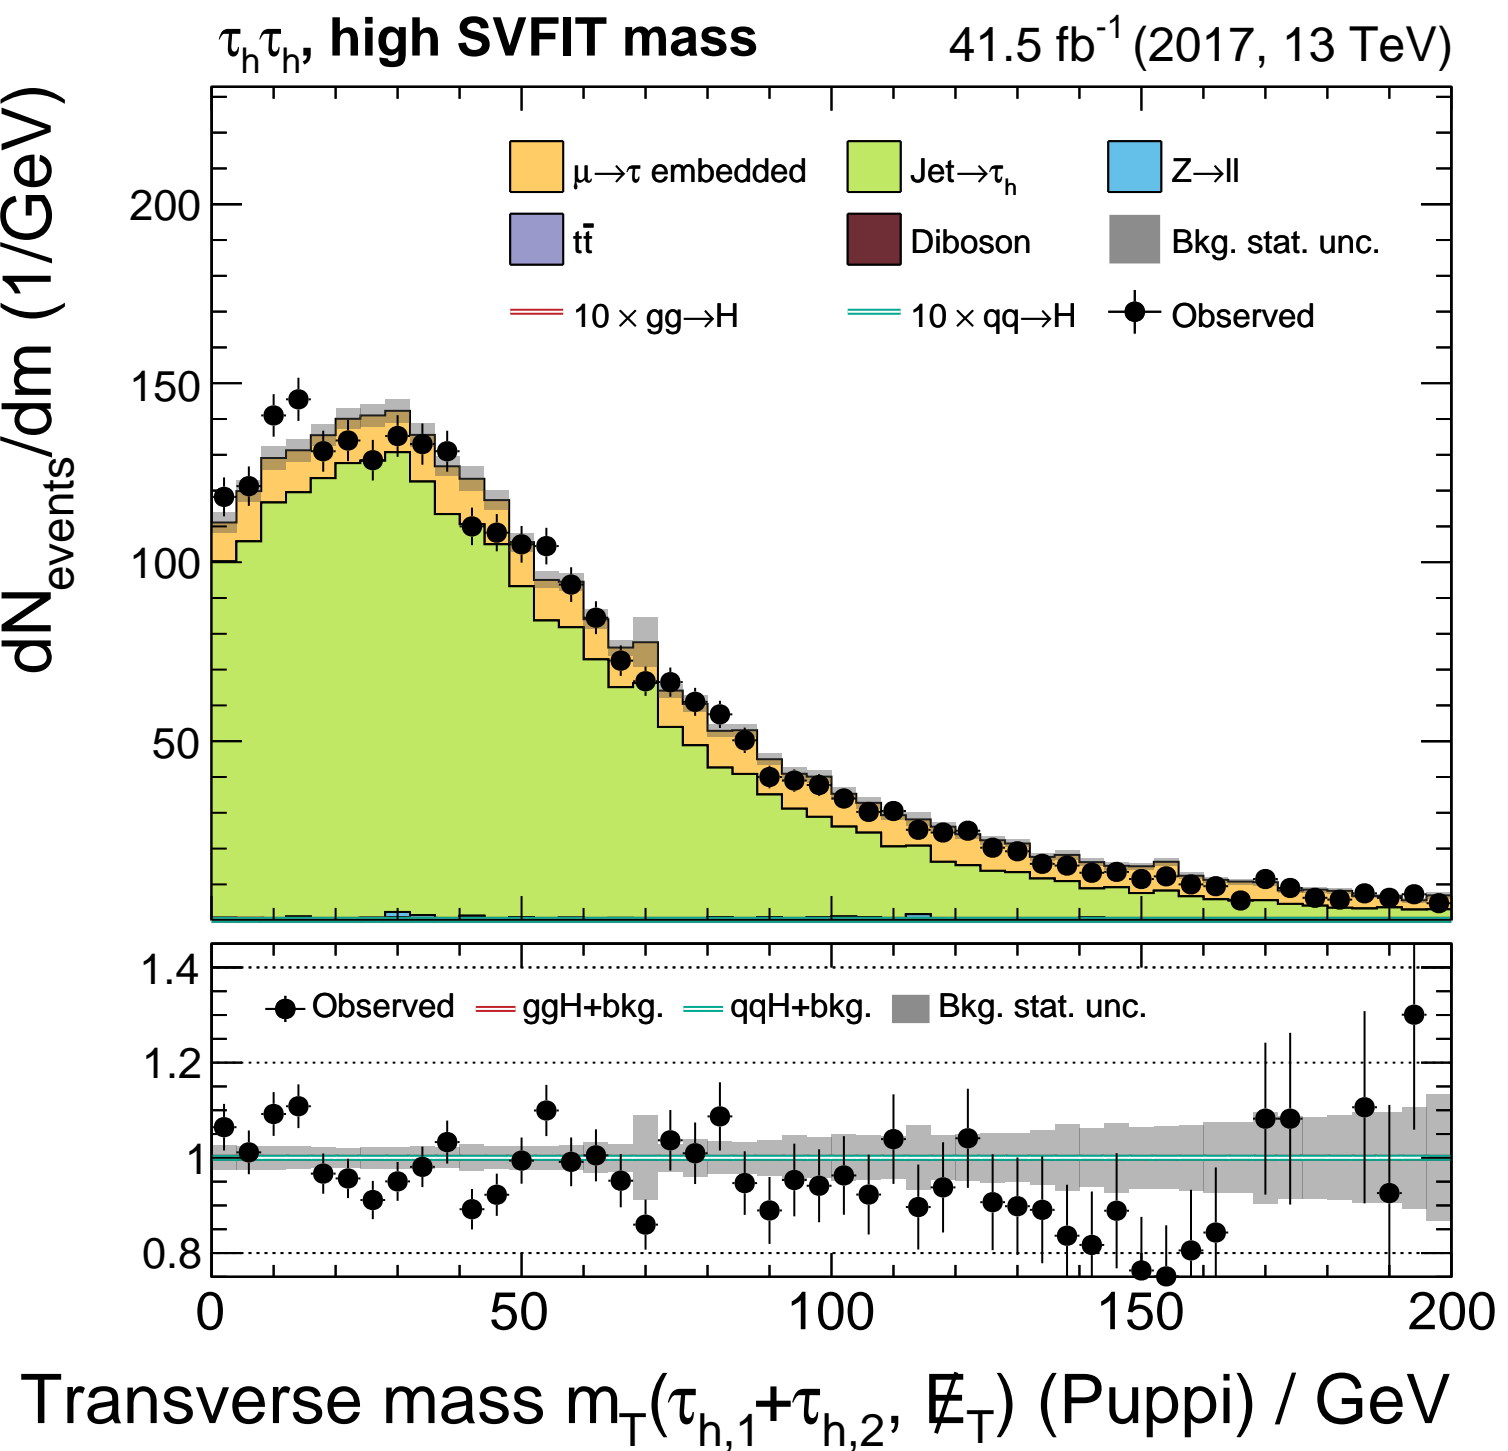 τhτh, high SVFIT mass 41.5 fb-1 (2017, 13 TeV)
dNevents/dm (1/GeV)
200
150
100
50
μ→τ embedded Jet→τh Z→ll
tt̄ Diboson Bkg. stat. unc.
10 × gg→H 10 × qq→H Observed
1.4
1.2
1
0.8
Observed ggH+bkg. qqH+bkg. Bkg. stat. unc.
0 50 100 150 200
Transverse mass mT(τh,1+τh,2, E̸T) (Puppi) / GeV